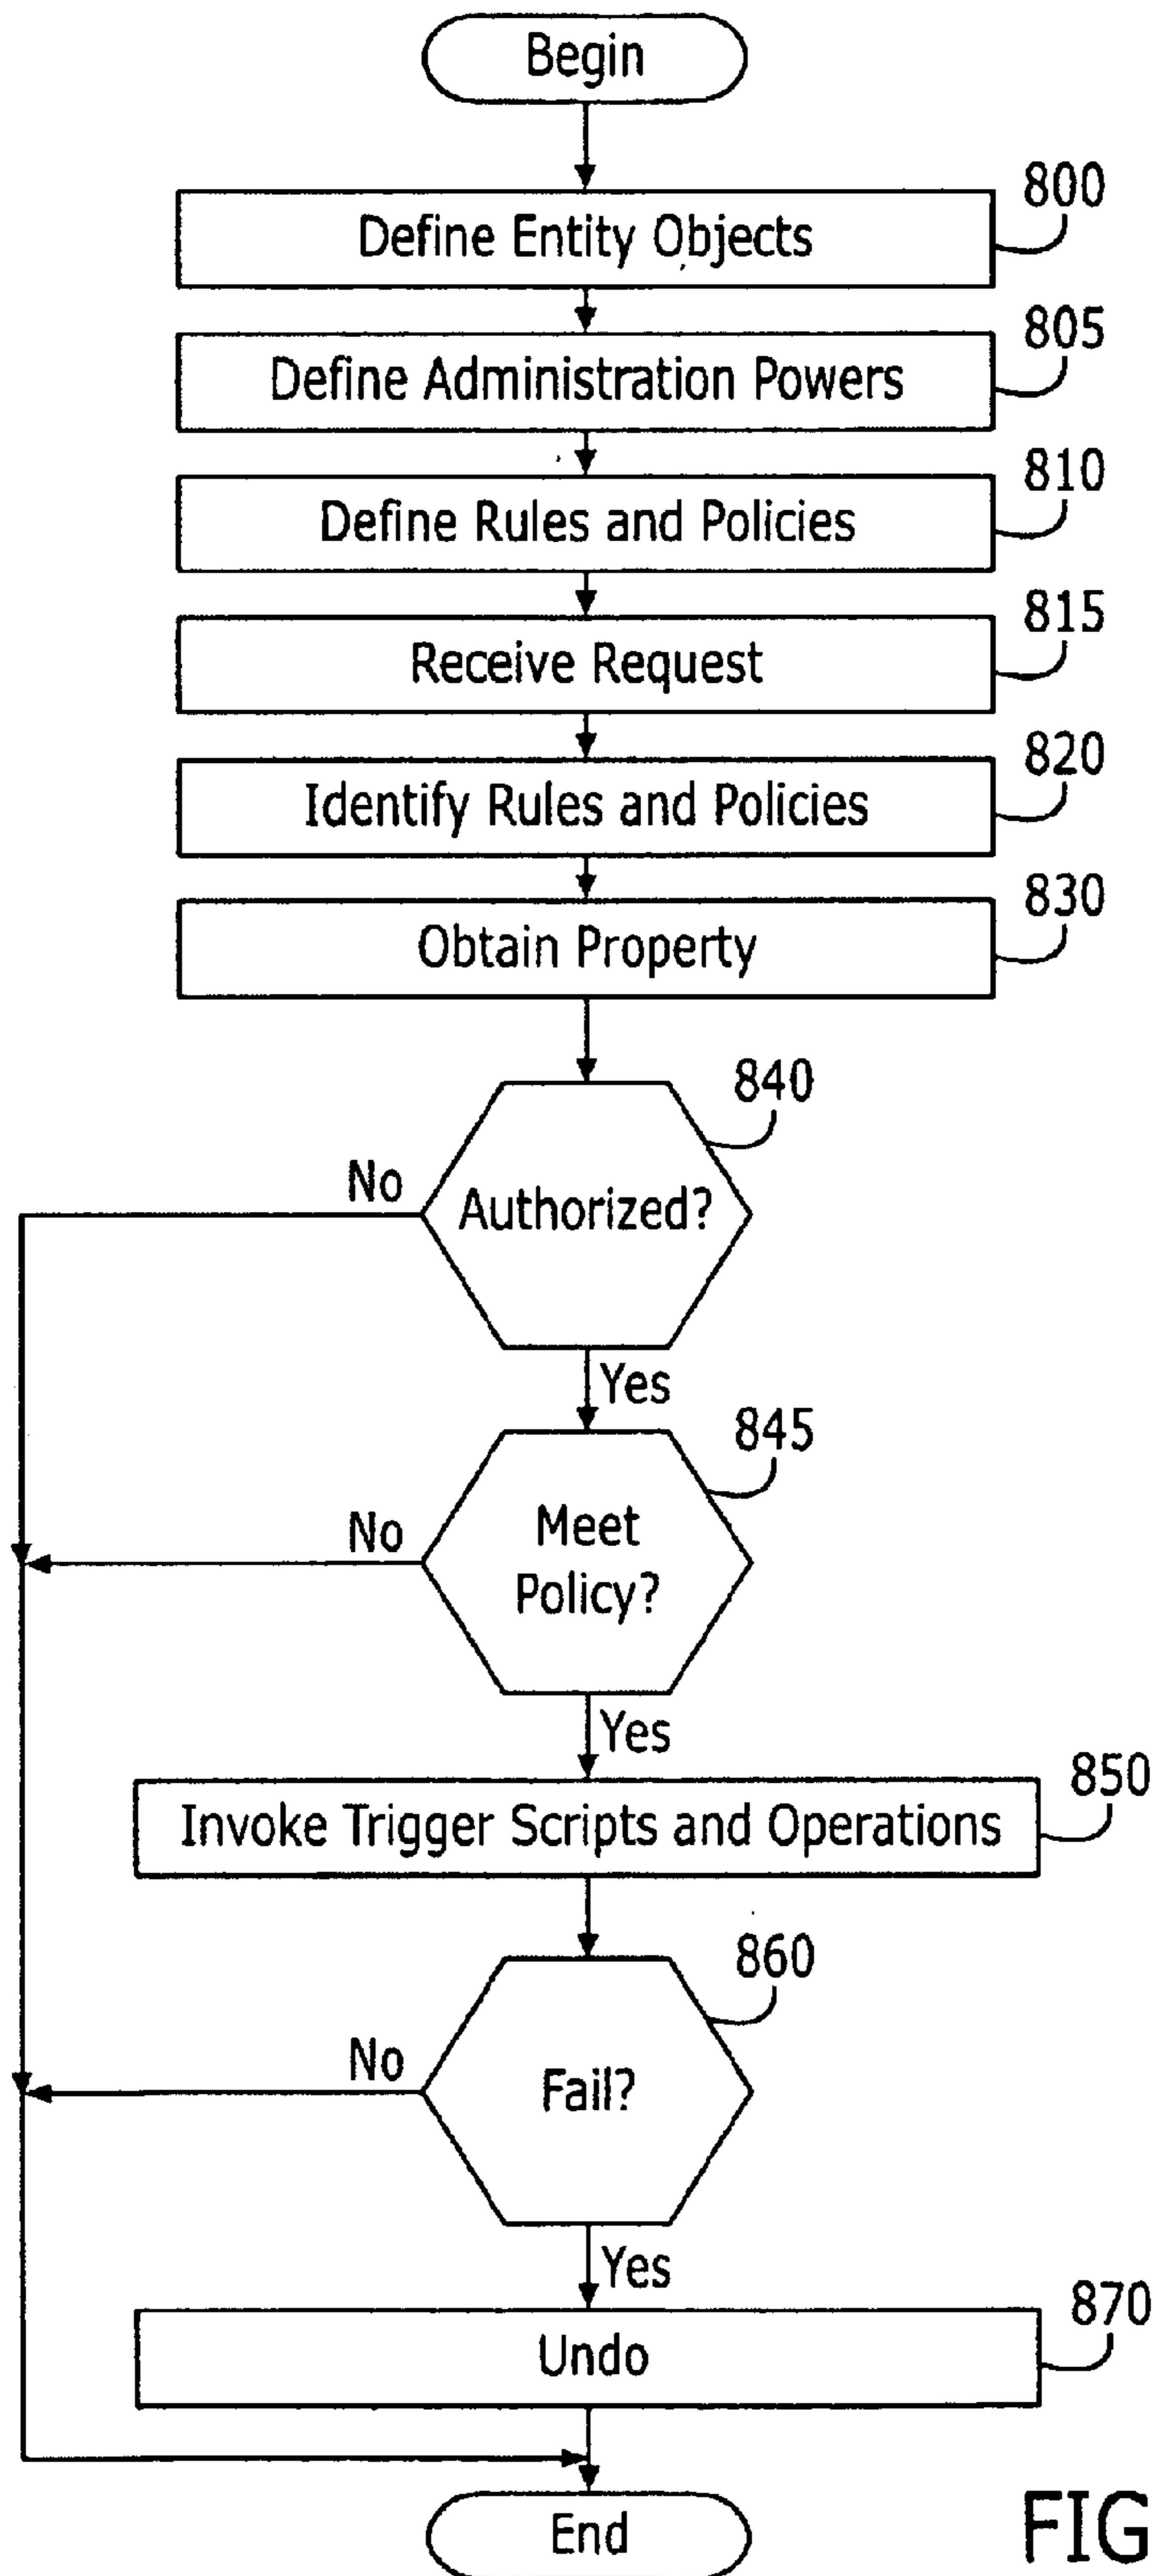 Begin
800
Define Entity Objects
805
Define Administration Powers
810
Define Rules and Policies
815
Receive Request
820
Identify Rules and Policies
830
Obtain Property
840
No
Authorized?
Yes
845
No
Meet
Policy?
Yes
850
Invoke Trigger Scripts and Operations
860
No
Fail?
Yes
870
Undo
End
FIG